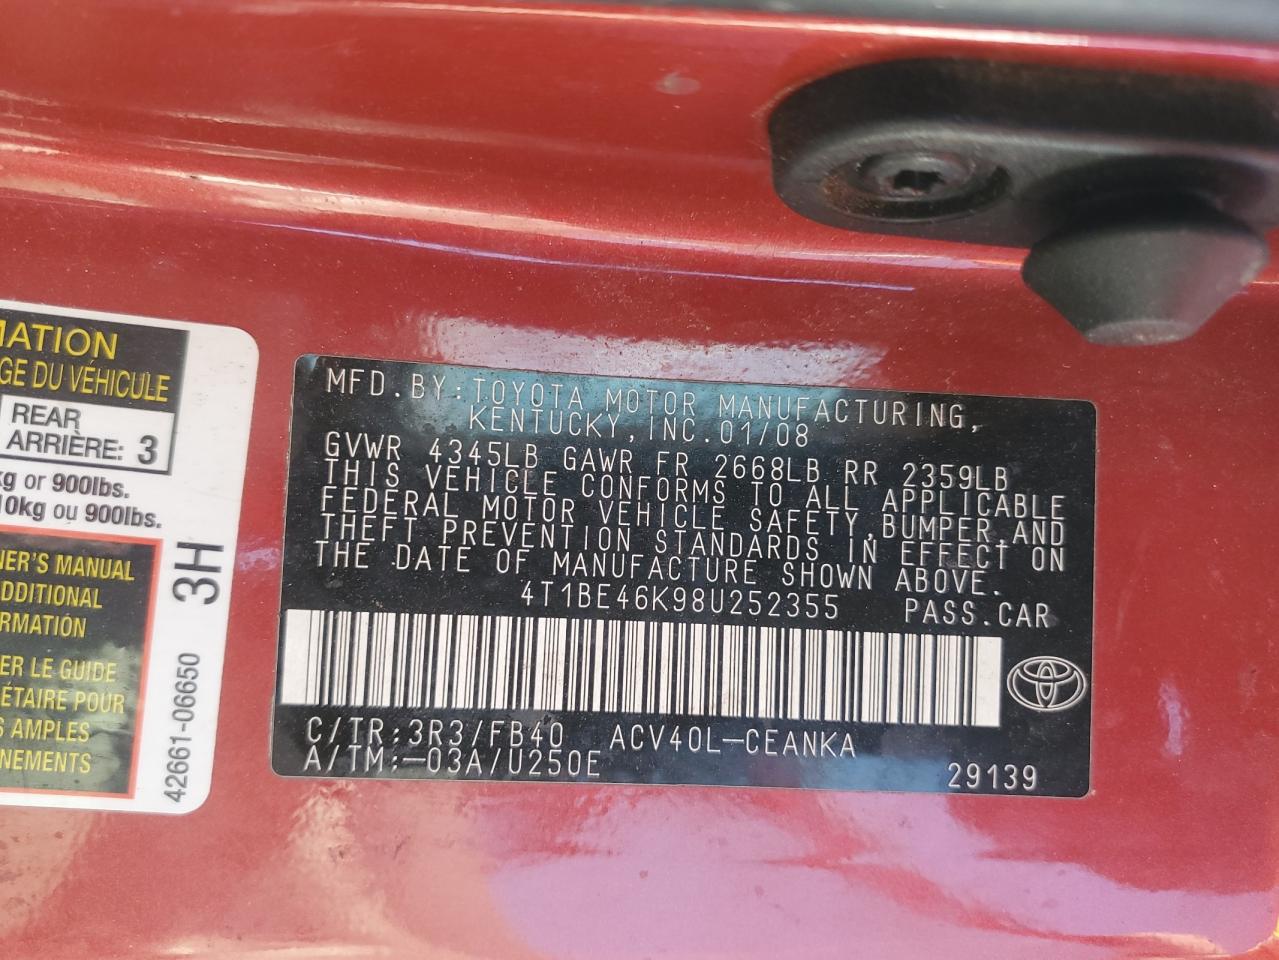 MATION
GE DU VÉHICULE
REAR
ARRIÈRE: 3
kg or 900lbs.
10kg ou 900lbs.
NER'S MANUAL
DDITIONAL
RMATION
ER LE GUIDE
ÉTAIRE POUR
S AMPLES
NEMENTS
3H
42661-06650
MFD. BY: TOYOTA MOTOR MANUFACTURING,
KENTUCKY, INC. 01/08
GVWR 4345LB GAWR FR 2668LB RR 2359LB
THIS VEHICLE CONFORMS TO ALL APPLICABLE
FEDERAL MOTOR VEHICLE SAFETY, BUMPER, AND
THEFT PREVENTION STANDARDS IN EFFECT ON
THE DATE OF MANUFACTURE SHOWN ABOVE.
4T1BE46K98U252355 PASS. CAR
C/TR: 3R3/FB40 ACV40L-CEANKA
A/TM: -03A/U250E
29139